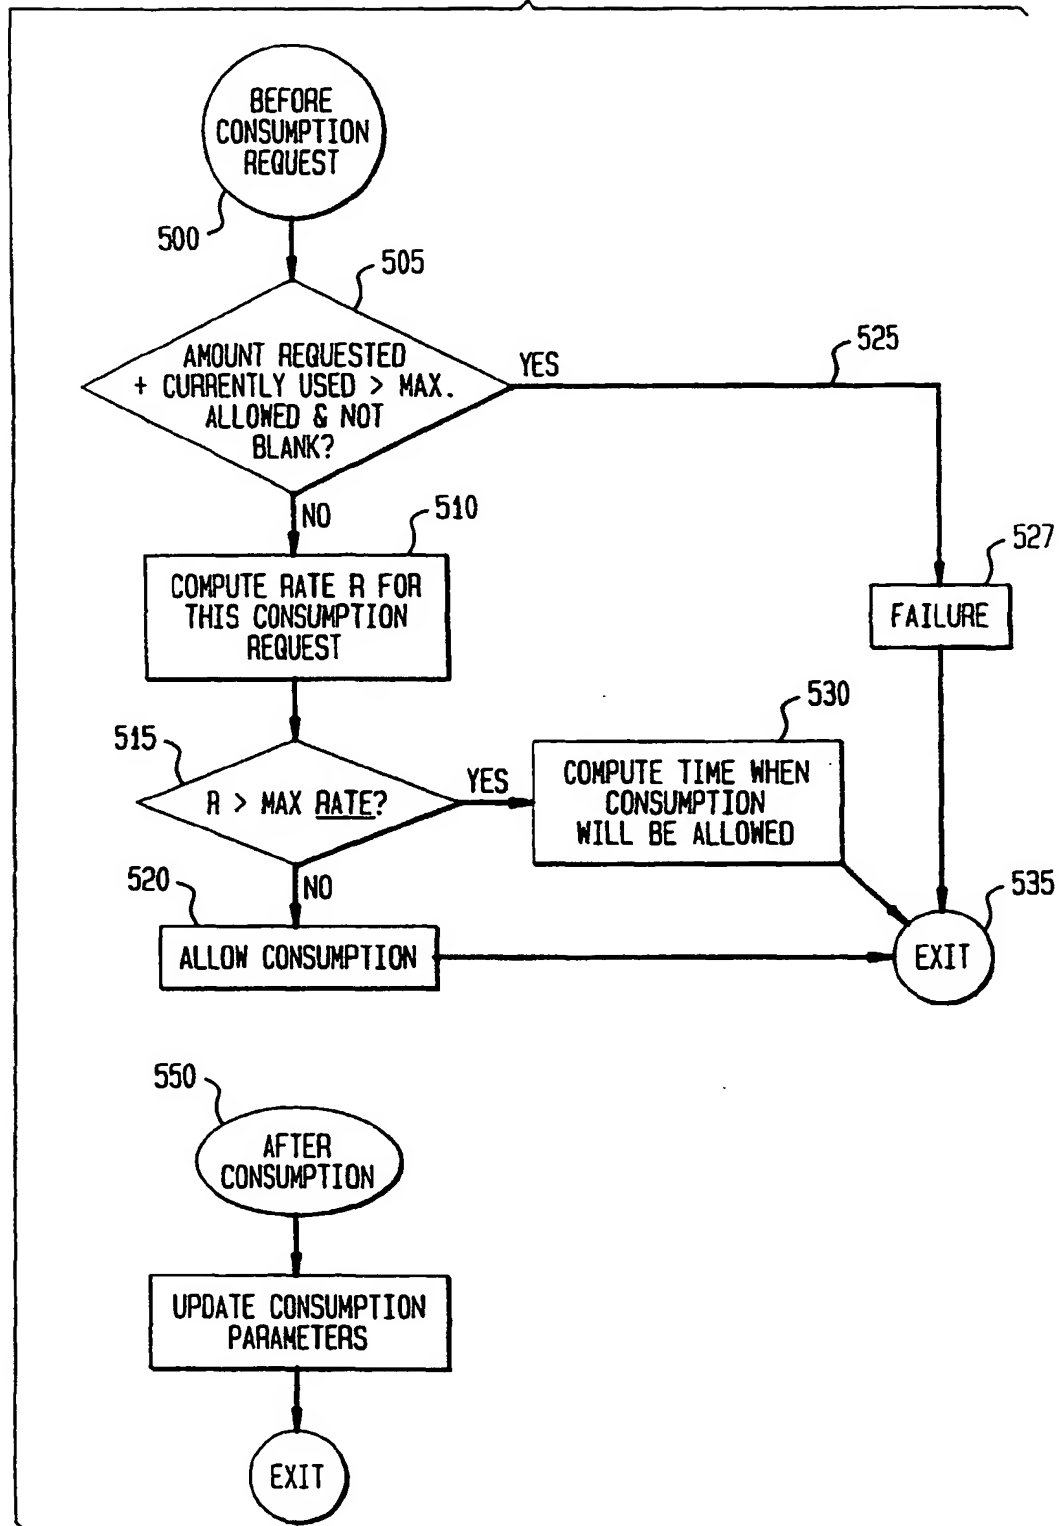 BEFORE
CONSUMPTION
REQUEST
500
505
AMOUNT REQUESTED
+ CURRENTLY USED > MAX.
ALLOWED & NOT
BLANK?
YES
525
NO
510
COMPUTE RATE R FOR
THIS CONSUMPTION
REQUEST
527
FAILURE
515
R > MAX RATE?
YES
530
COMPUTE TIME WHEN
CONSUMPTION
WILL BE ALLOWED
NO
520
ALLOW CONSUMPTION
535
EXIT
550
AFTER
CONSUMPTION
UPDATE CONSUMPTION
PARAMETERS
EXIT